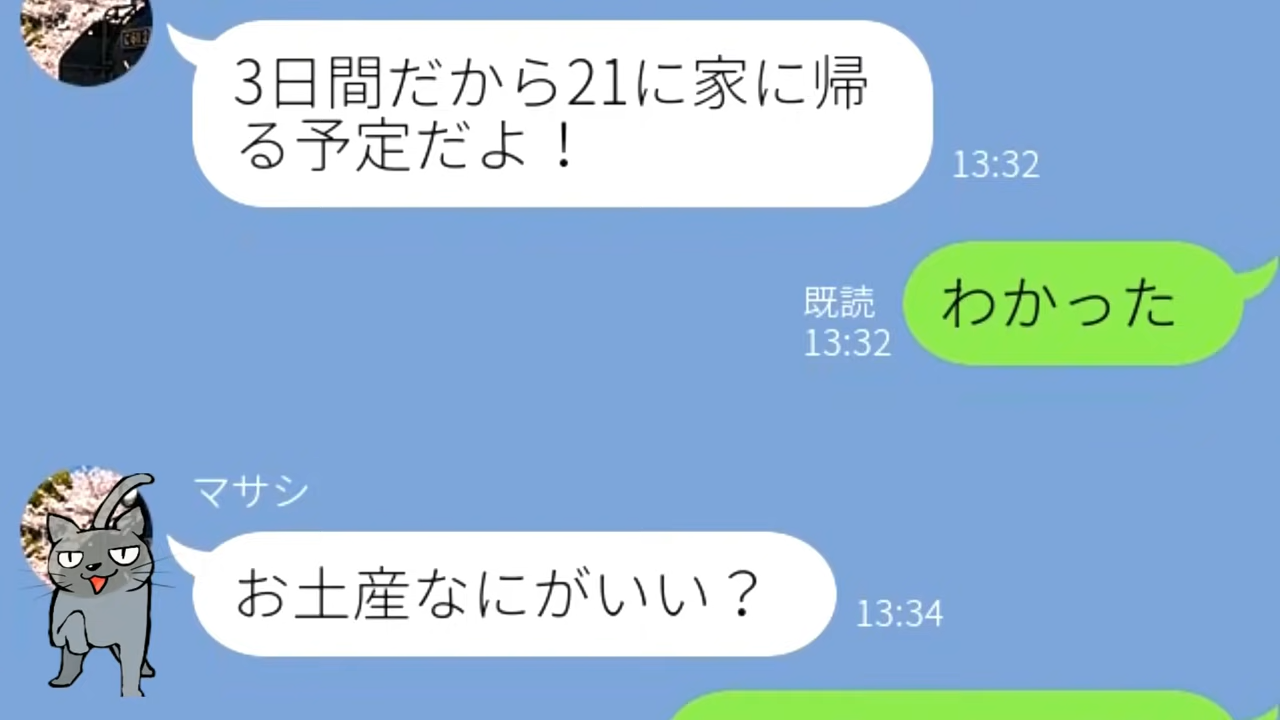 3日間だから21に家に帰
る予定だよ！
13:32
わかった
既読
13:32
マサシ
お土産なにがいい？
13:34